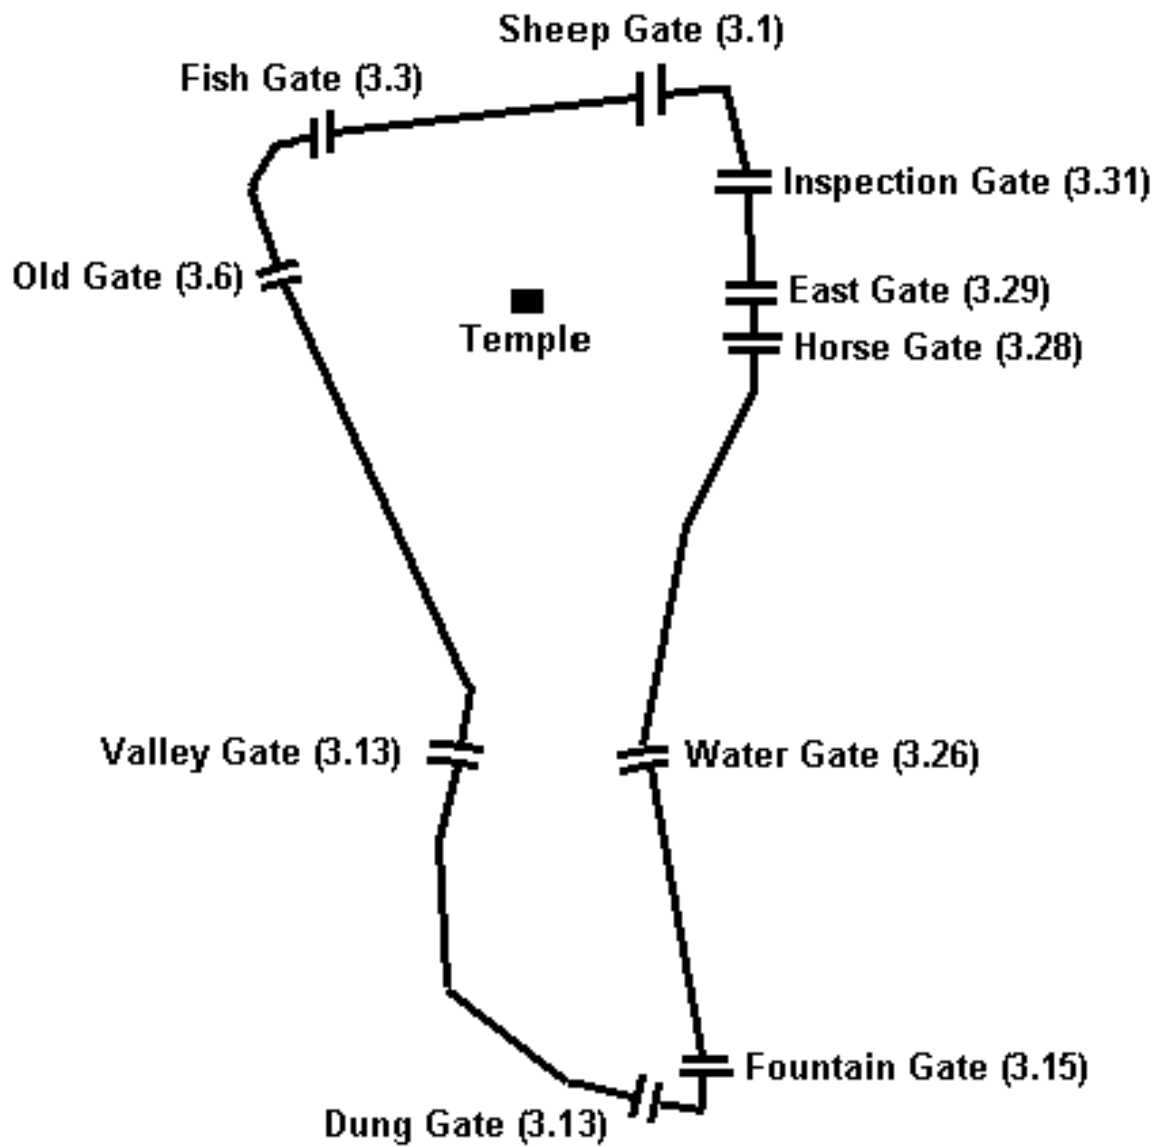 Sheep Gate (3.1)
Fish Gate (3.3)
Inspection Gate (3.31)
Old Gate (3.6)
East Gate (3.29)
Temple
Horse Gate (3.28)
Valley Gate (3.13)
Water Gate (3.26)
Fountain Gate (3.15)
Dung Gate (3.13)